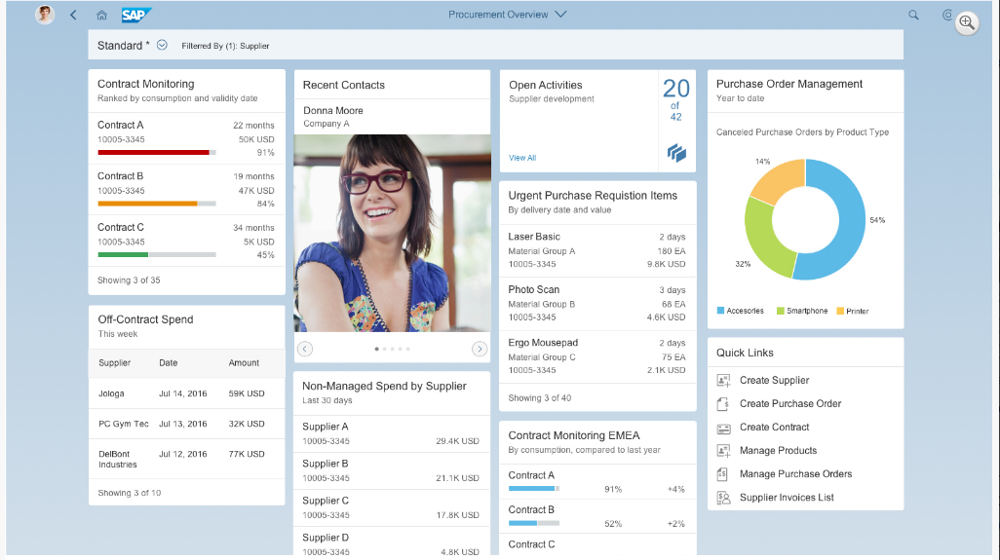 SAP
Procurement Overview
Standard *
Filterred By (1): Supplier
Contract Monitoring
Ranked by consumption and validity date
Contract A 22 months
10005-3345 50K USD
91%
Contract B 19 months
10005-3345 47K USD
84%
Contract C 34 months
10005-3345 5K USD
45%
Showing 3 of 35
Off-Contract Spend
This week
Supplier Date Amount
Jologa Jul 14, 2016 59K USD
PC Gym Tec Jul 13, 2016 32K USD
DelBont Jul 12, 2016 77K USD
Industries
Showing 3 of 10
Recent Contacts
Donna Moore
Company A
Non-Managed Spend by Supplier
Last 30 days
Supplier A
10005-3345 29.4K USD
Supplier B
10005-3345 21.1K USD
Supplier C
10005-3345 17.8K USD
Supplier D
10005-3345 4.8K USD
Open Activities
Supplier development
20
of
42
View All
Urgent Purchase Requistion Items
By delivery date and value
Laser Basic 2 days
Material Group A 180 EA
10005-3345 9.8K USD
Photo Scan 3 days
Material Group B 68 EA
10005-3345 4.6K USD
Ergo Mousepad 2 days
Material Group C 75 EA
10005-3345 2.1K USD
Showing 3 of 40
Contract Monitoring EMEA
By consumption, compared to last year
Contract A
91% +4%
Contract B
52% +2%
Contract C
Purchase Order Management
Year to date
Canceled Purchase Orders by Product Type
14%
54%
32%
Accesories Smartphone Printer
Quick Links
Create Supplier
Create Purchase Order
Create Contract
Manage Products
Manage Purchase Orders
Supplier Invoices List